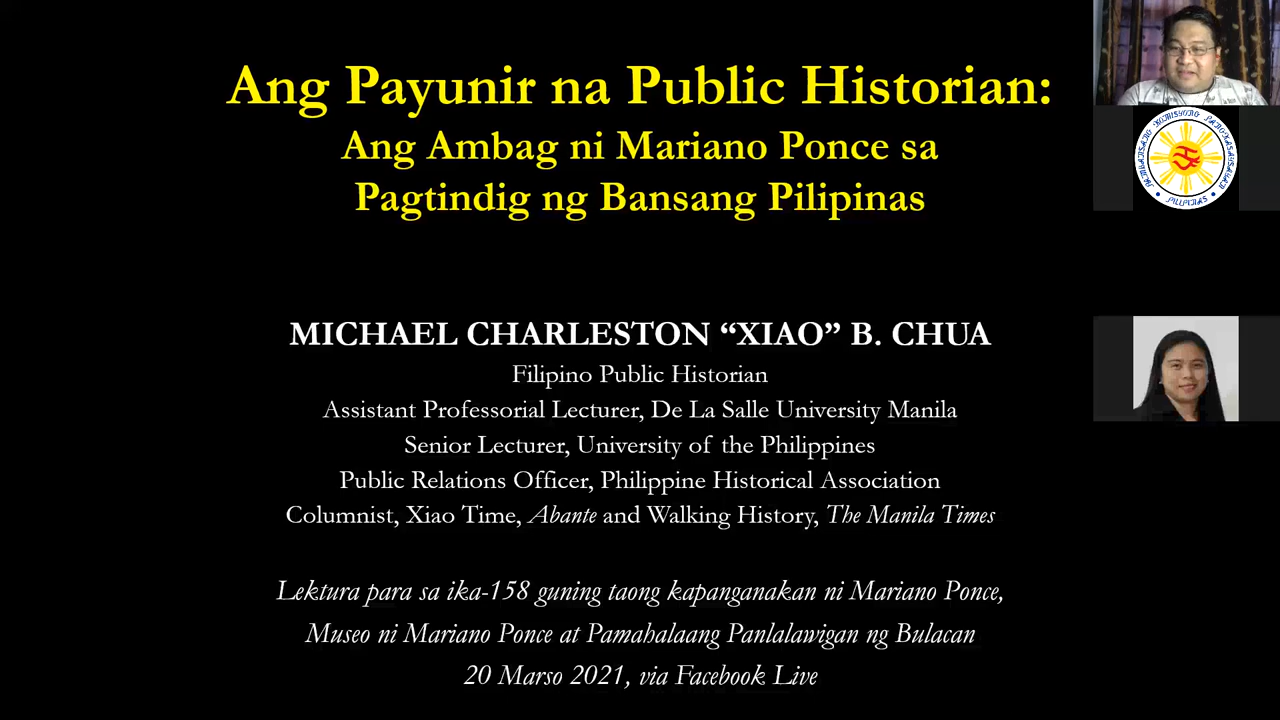 Ang Payunir na Public Historian:
Ang Ambag ni Mariano Ponce sa
Pagtindig ng Bansang Pilipinas
MICHAEL CHARLESTON “XIAO” B. CHUA
Filipino Public Historian
Assistant Professorial Lecturer, De La Salle University Manila
Senior Lecturer, University of the Philippines
Public Relations Officer, Philippine Historical Association
Columnist, Xiao Time, Abante and Walking History, The Manila Times
Lektura para sa ika-158 guning taong kapanganakan ni Mariano Ponce,
Museo ni Mariano Ponce at Pamahalaang Panlalawigan ng Bulacan
20 Marso 2021, via Facebook Live
PAMBANSANG KOMISYONG PANGKASAYSAYAN
PILIPINAS